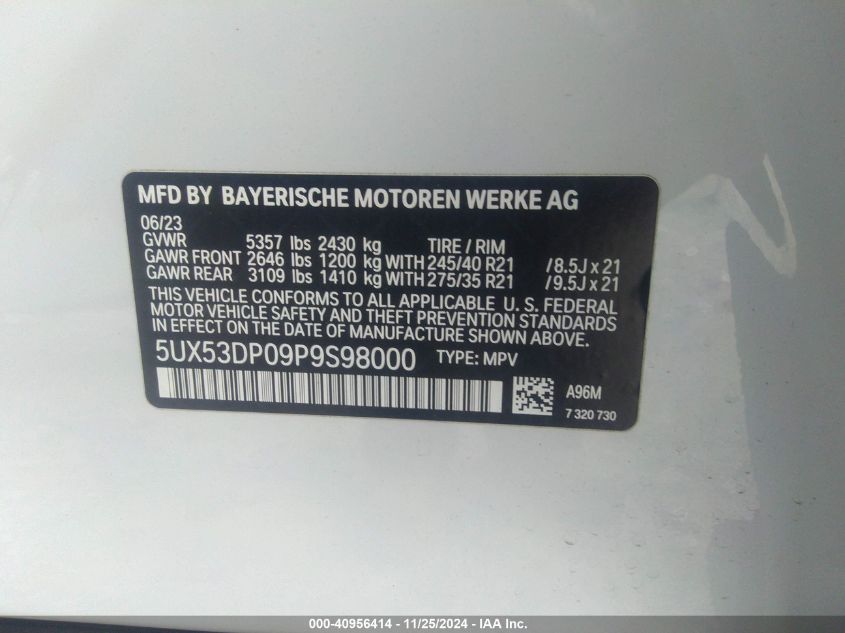 MFD BY BAYERISCHE MOTOREN WERKE AG
06/23
GVWR 5357 lbs 2430 kg TIRE / RIM
GAWR FRONT 2646 lbs 1200 kg WITH 245/40 R21 /8.5J x 21
GAWR REAR 3109 lbs 1410 kg WITH 275/35 R21 /9.5J x 21
THIS VEHICLE CONFORMS TO ALL APPLICABLE U. S. FEDERAL
MOTOR VEHICLE SAFETY AND THEFT PREVENTION STANDARDS
IN EFFECT ON THE DATE OF MANUFACTURE SHOWN ABOVE.
5UX53DP09P9S98000 TYPE: MPV
A96M
7 320 730
000-40956414 - 11/25/2024 - IAA Inc.